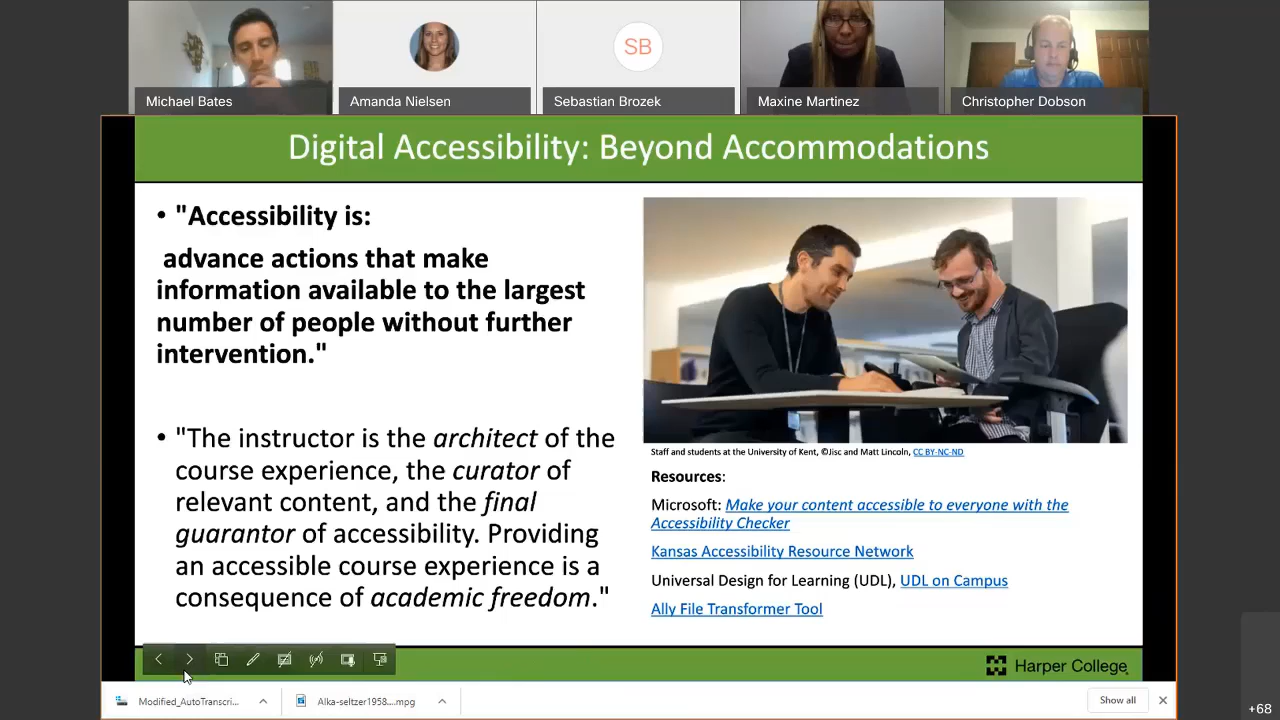 Michael Bates
Amanda Nielsen
SB
Sebastian Brozek
Maxine Martinez
Christopher Dobson
Digital Accessibility: Beyond Accommodations
• "Accessibility is:
advance actions that make
information available to the largest
number of people without further
intervention."
• "The instructor is the architect of the
course experience, the curator of
relevant content, and the final
guarantor of accessibility. Providing
an accessible course experience is a
consequence of academic freedom."
Staff and students at the University of Kent, ©Jisc and Matt Lincoln, CC BY-NC-ND
Resources:
Microsoft: Make your content accessible to everyone with the
Accessibility Checker
Kansas Accessibility Resource Network
Universal Design for Learning (UDL), UDL on Campus
Ally File Transformer Tool
Harper College
Modified_AutoTranscri...
Alka-seltzer1958....mpg
Show all
+68